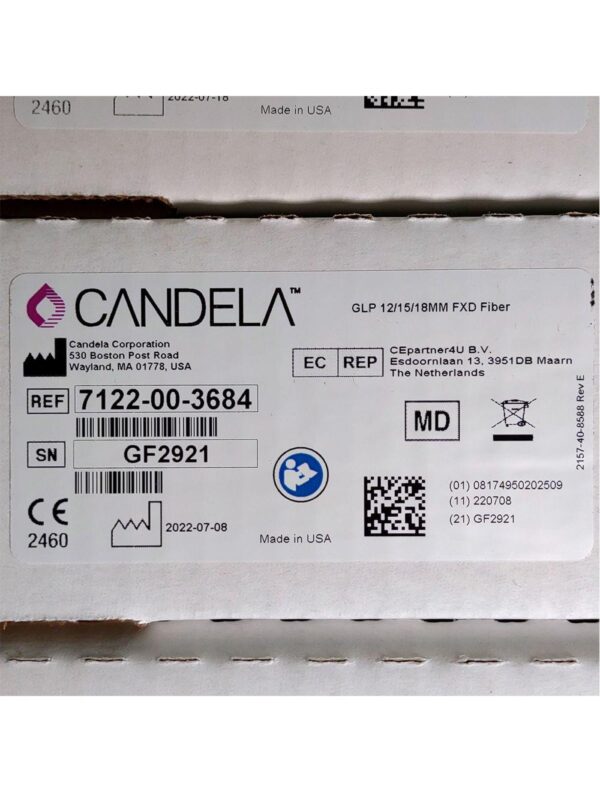 2460
2022-07-18
Made in USA
CANDELA™
GLP 12/15/18MM FXD Fiber
Candela Corporation
530 Boston Post Road
Wayland, MA 01778, USA
EC REP
CEpartner4U B.V.
Esdoornlaan 13, 3951DB Maarn
The Netherlands
REF 7122-00-3684
MD
2157-40-8588 Rev E
SN GF2921
(01) 08174950202509
(11) 220708
(21) GF2921
CE
2460
2022-07-08
Made in USA